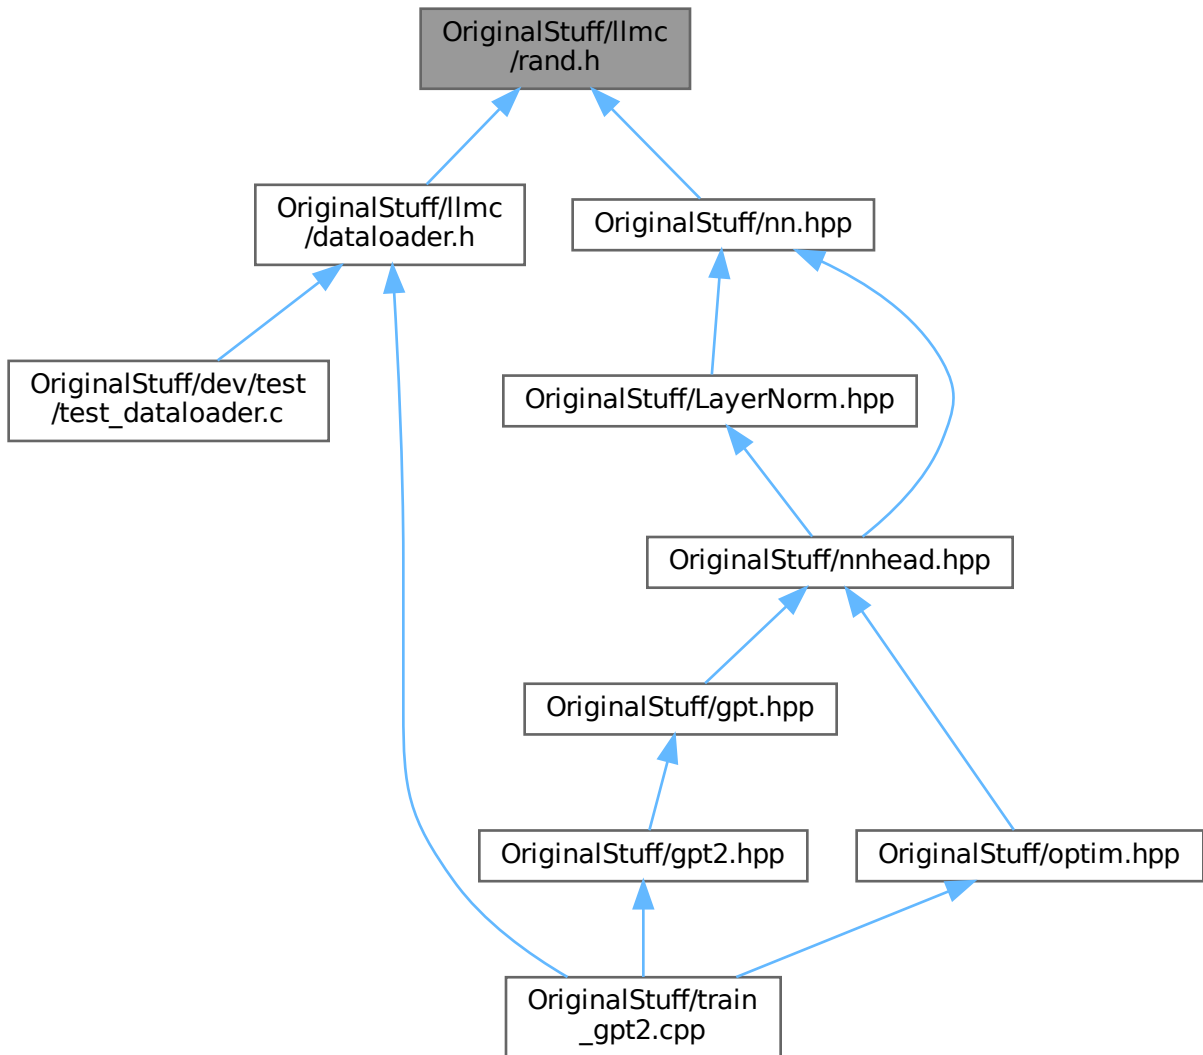 OriginalStuff/llmc
/rand.h
OriginalStuff/llmc
/dataloader.h
OriginalStuff/nn.hpp
OriginalStuff/dev/test
/test_dataloader.c
OriginalStuff/LayerNorm.hpp
OriginalStuff/nnhead.hpp
OriginalStuff/gpt.hpp
OriginalStuff/gpt2.hpp
OriginalStuff/optim.hpp
OriginalStuff/train
_gpt2.cpp